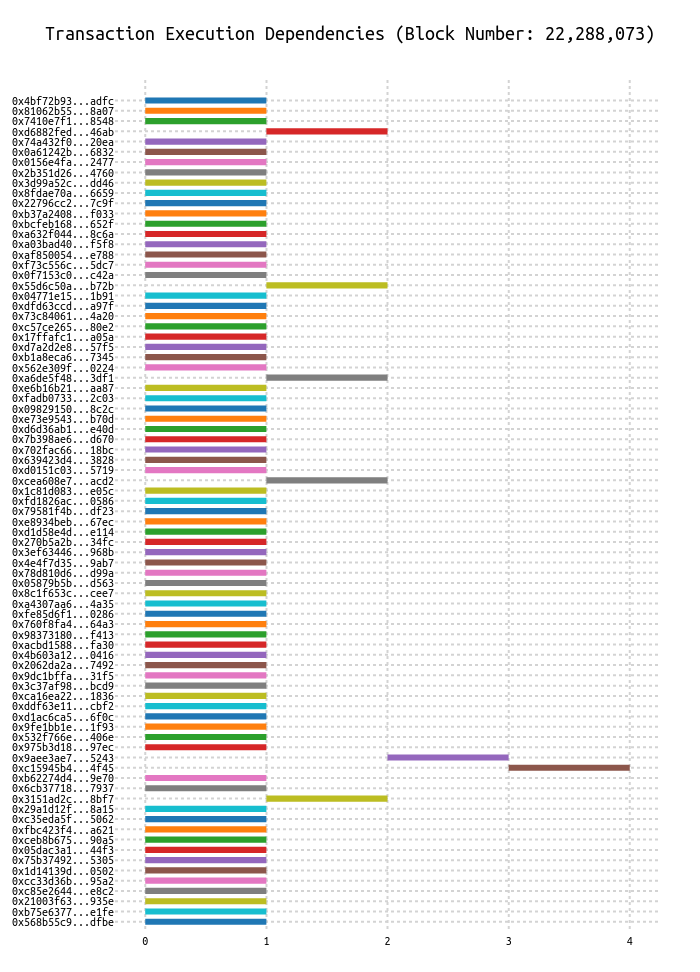 Transaction Execution Dependencies (Block Number: 22,288,073)
0x4bf72b93...adfc
0x81062b55...8a07
0x7410e7f1...8548
0xd6882fed...46ab
0x74a432f0...20ea
0x0a61242b...6832
0x0156e4fa...2477
0x2b351d26...4760
0x3d99a52c...dd46
0x8fdae70a...6659
0x22796cc2...7c9f
0xb37a2408...f033
0xbcfeb168...652f
0xa632f044...8c6a
0xa03bad40...f5f8
0xaf850054...e788
0xf73c556c...5dc7
0x0f7153c0...c42a
0x55d6c50a...b72b
0x04771e15...1b91
0xdfd63ccd...a97f
0x73c84061...4a20
0xc57ce265...80e2
0x17ffafc1...a05a
0xd7a2d2e8...57f5
0xb1a8eca6...7345
0x562e309f...0224
0xa6de5f48...3df1
0xe6b16b21...aa87
0xfadb0733...2c03
0x09829150...8c2c
0xe73e9543...b70d
0xd6d36ab1...e40d
0x7b398ae6...d670
0x702fac66...18bc
0x639423d4...3828
0xd0151c03...5719
0xcea608e7...acd2
0x1c81d083...e05c
0xfd1826ac...0586
0x79581f4b...df23
0xe8934beb...67ec
0xd1d58e4d...e114
0x270b5a2b...34fc
0x3ef63446...968b
0x4e4f7d35...9ab7
0x78d810d6...d99a
0x05879b5b...d563
0x8c1f653c...cee7
0xa4307aa6...4a35
0xfe85d6f1...0286
0x760f8fa4...64a3
0x98373180...f413
0xacbd1588...fa30
0x4b603a12...0416
0x2062da2a...7492
0x9dc1bffa...31f5
0x3c37af98...bcd9
0xca16ea22...1836
0xddf63e11...cbf2
0xd1ac6ca5...6f0c
0x9fe1bb1e...1f93
0x532f766e...406e
0x975b3d18...97ec
0x9aee3ae7...5243
0xc15945b4...4f45
0xb62274d4...9e70
0x6cb37718...7937
0x3151ad2c...8bf7
0x29a1d12f...8a15
0xc35eda5f...5062
0xfbc423f4...a621
0xceb8b675...90a5
0x05dac3a1...44f3
0x75b37492...5305
0x1d14139d...0502
0xcc33d36b...95a2
0xc85e2644...e8c2
0x21003f63...935e
0xb75e6377...e1fe
0x568b55c9...dfbe
0 1 2 3 4